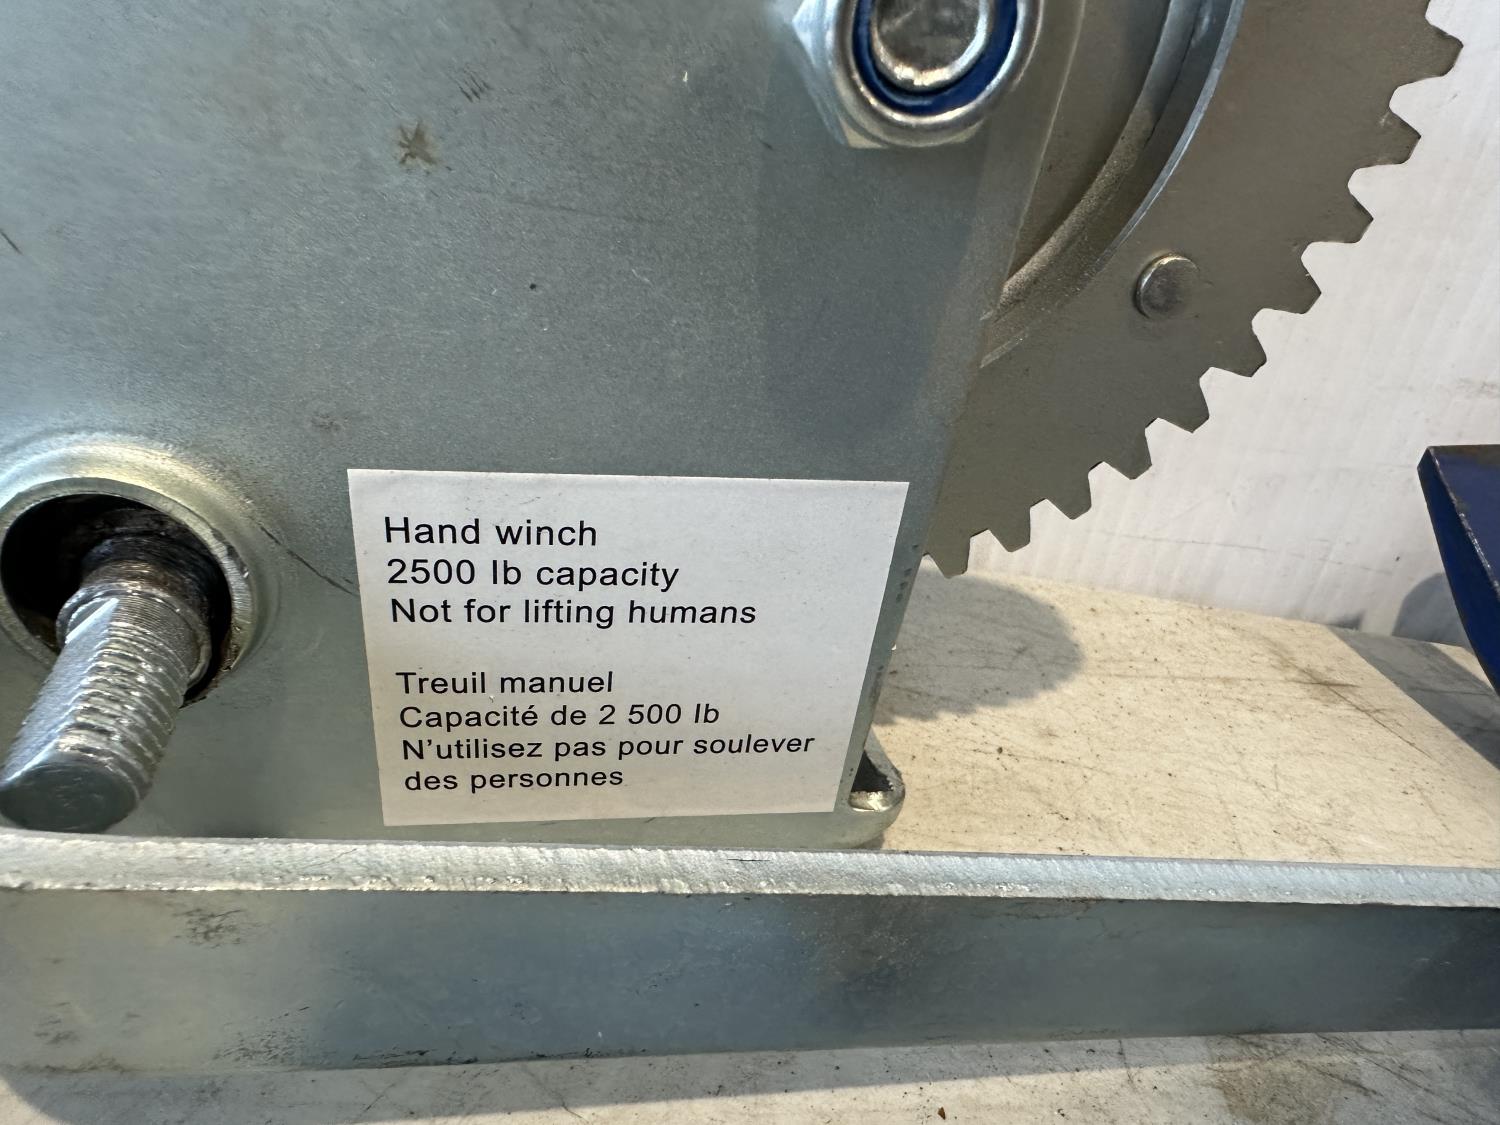 Hand winch
2500 lb capacity
Not for lifting humans
Treuil manuel
Capacité de 2 500 lb
N'utilisez pas pour soulever
des personnes